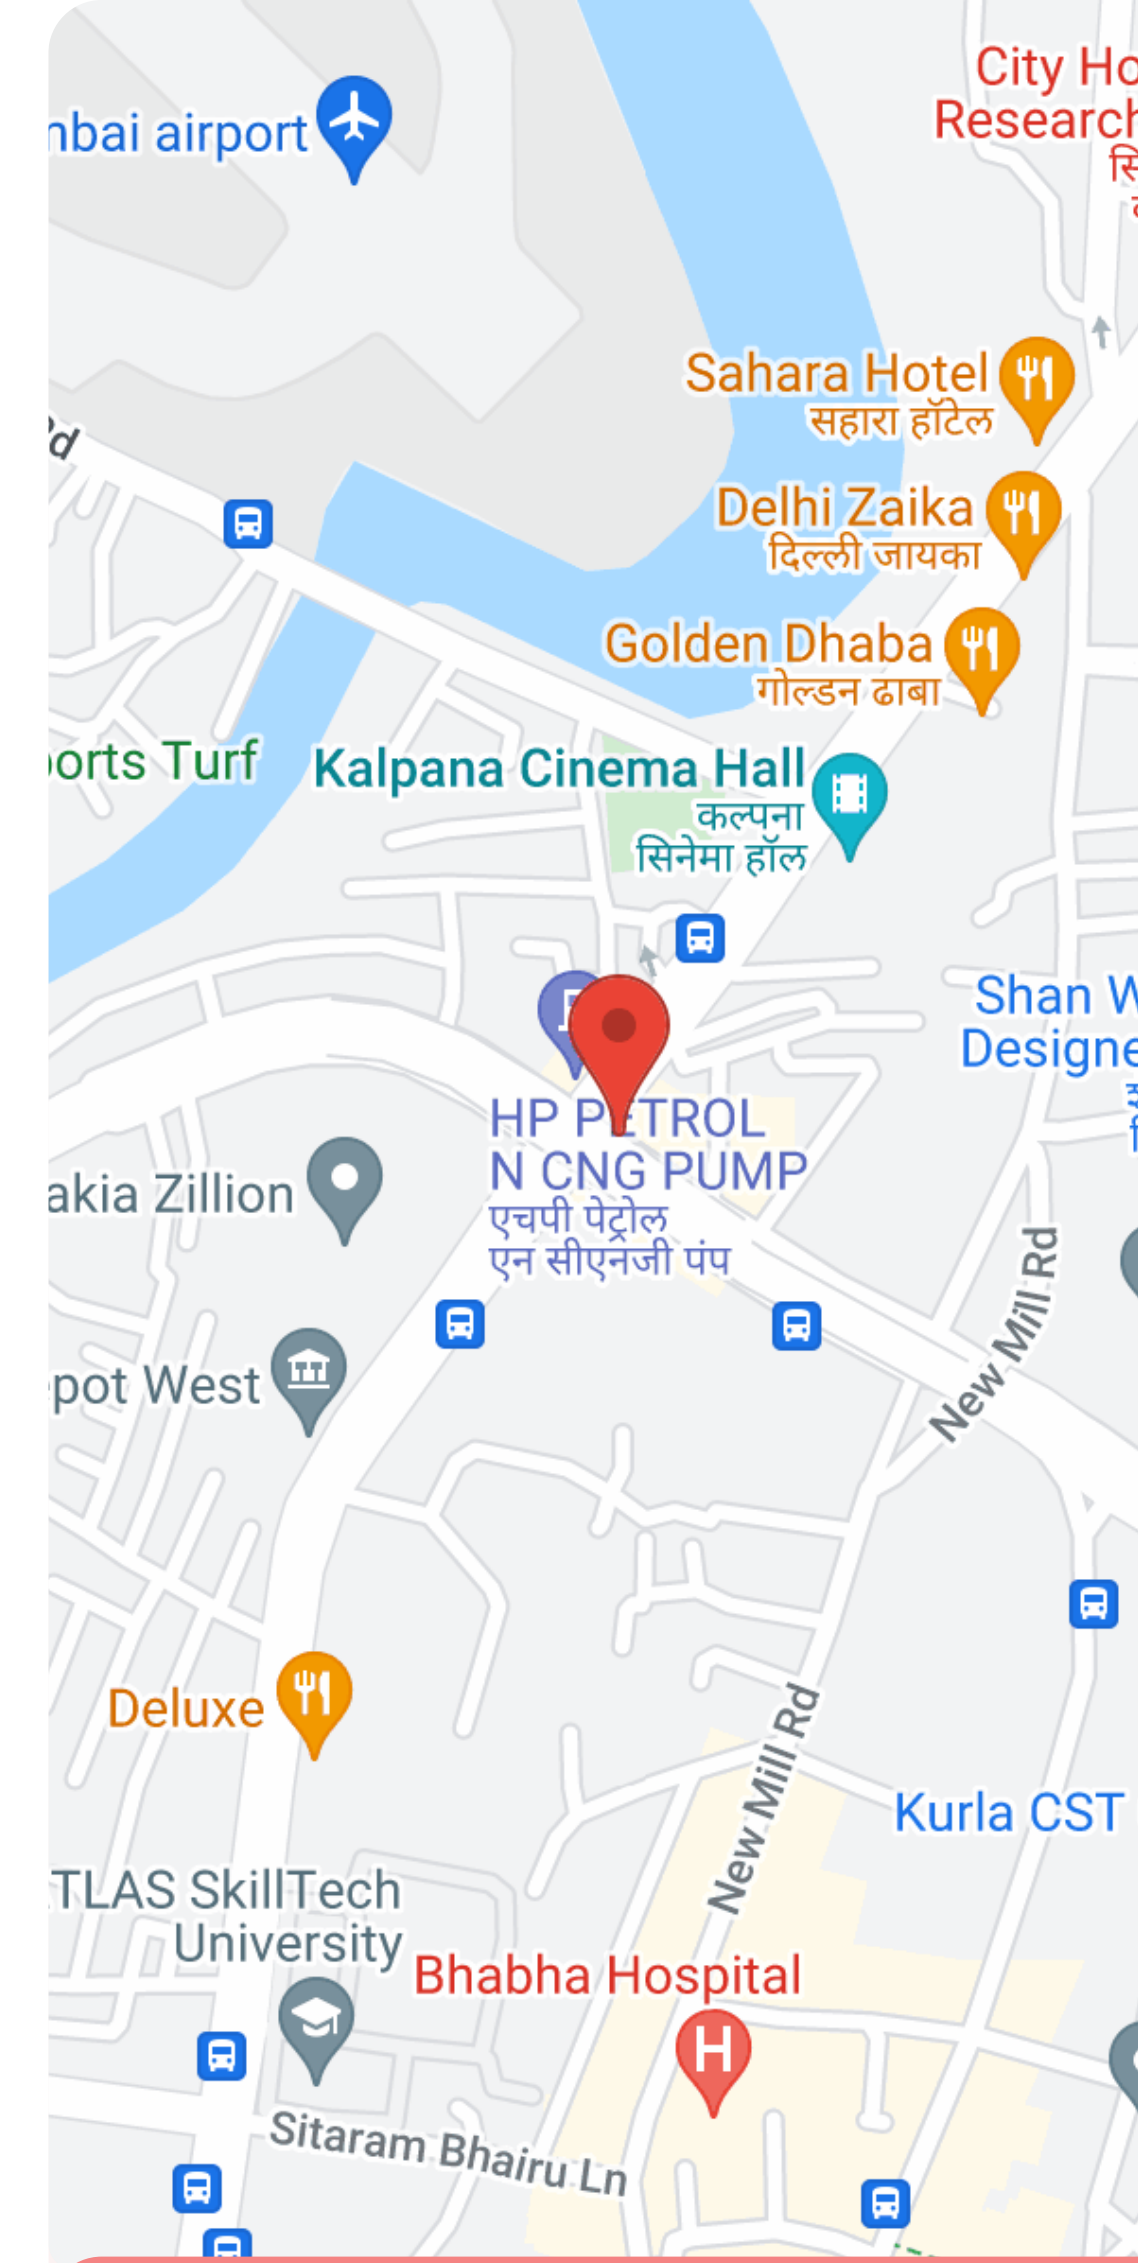 City Ho
Research
nbai airport
Sahara Hotel
सहारा हॉटेल
Rd
Delhi Zaika
दिल्ली जायका
Golden Dhaba
गोल्डन ढाबा
orts Turf
Kalpana Cinema Hall
कल्पना
सिनेमा हॉल
Shan W
Designe
HP PETROL
N CNG PUMP
एचपी पेट्रोल
एन सीएनजी पंप
akia Zillion
New Mill Rd
pot West
Deluxe
New Mill Rd
Kurla CST
TLAS SkillTech
University
Bhabha Hospital
H
Sitaram Bhairu Ln